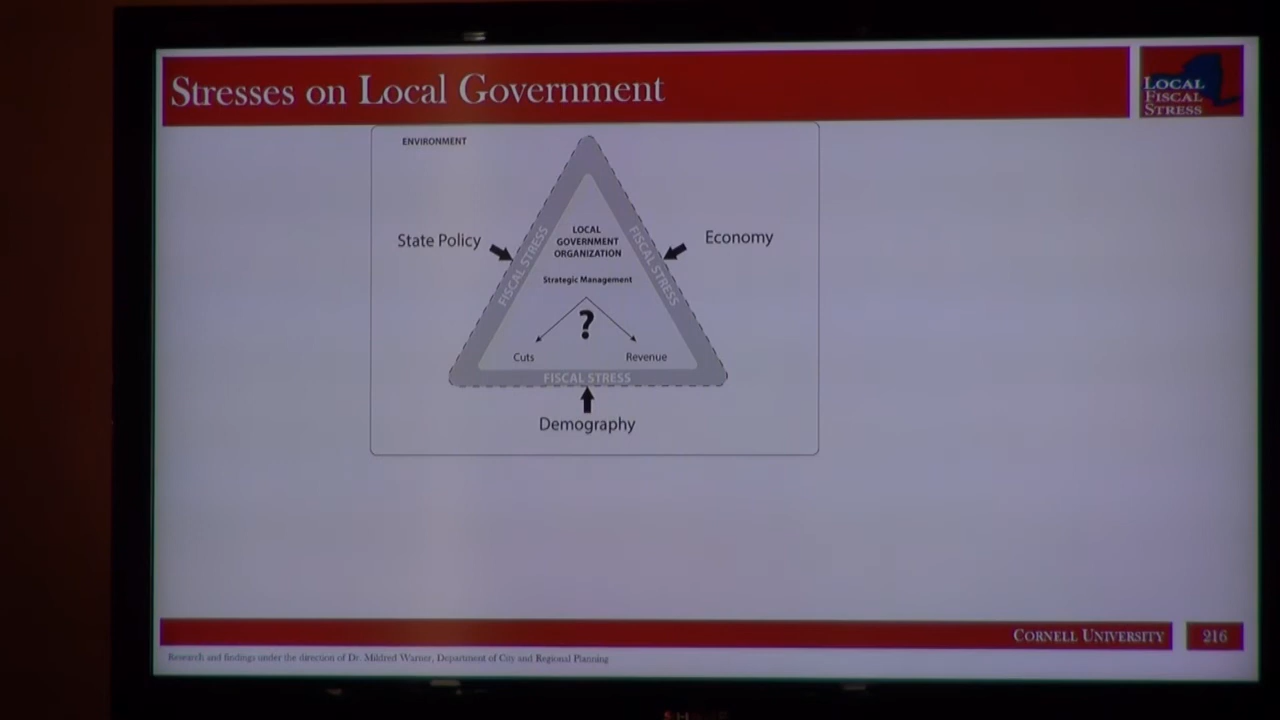 Stresses on Local Government
LOCAL
FISCAL
STRESS
ENVIRONMENT
State Policy
Economy
FISCAL STRESS
FISCAL STRESS
LOCAL
GOVERNMENT
ORGANIZATION
Strategic Management
?
Cuts
Revenue
FISCAL STRESS
Demography
CORNELL UNIVERSITY
216
Research and findings under the direction of Dr. Mildred Warner, Department of City and Regional Planning